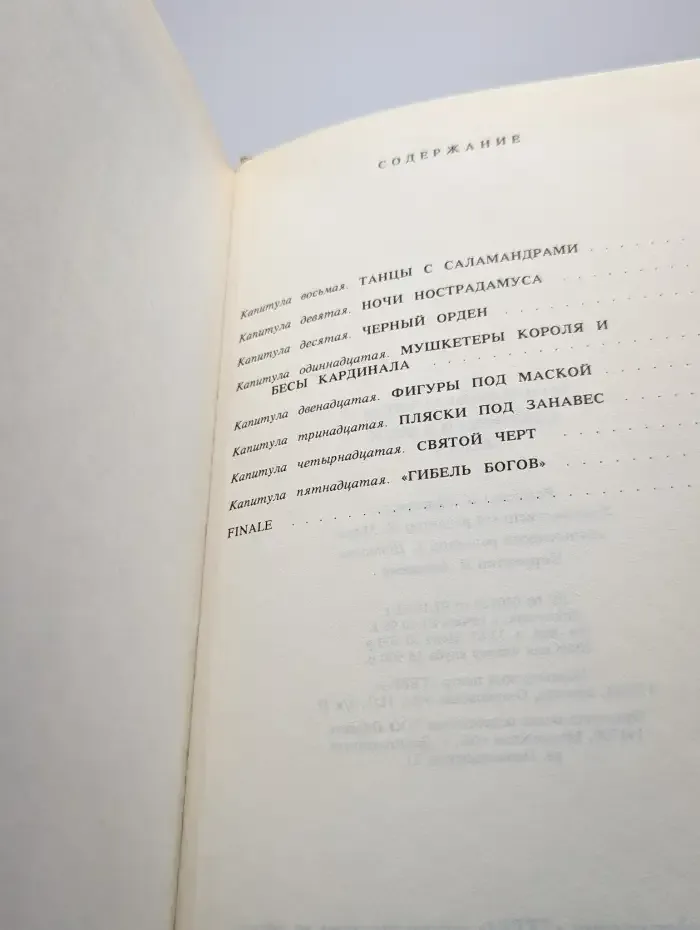 СОДЕРЖАНИЕ
Капитула восьмая. ТАНЦЫ С САЛАМАНДРАМИ . . . .
Капитула девятая. НОЧИ НОСТРАДАМУСА . . . . . .
Капитула десятая. ЧЕРНЫЙ ОРДЕН . . . . . . .
Капитула одиннадцатая. МУШКЕТЕРЫ КОРОЛЯ И
БЕСЫ КАРДИНАЛА . . . . . . . . . .
Капитула двенадцатая. ФИГУРЫ ПОД МАСКОЙ . . . .
Капитула тринадцатая. ПЛЯСКИ ПОД ЗАНАВЕС . . . .
Капитула четырнадцатая. СВЯТОЙ ЧЕРТ . . . . .
Капитула пятнадцатая. «ГИБЕЛЬ БОГОВ» . . . . .
FINALE . . . . . . . . . . . . . .